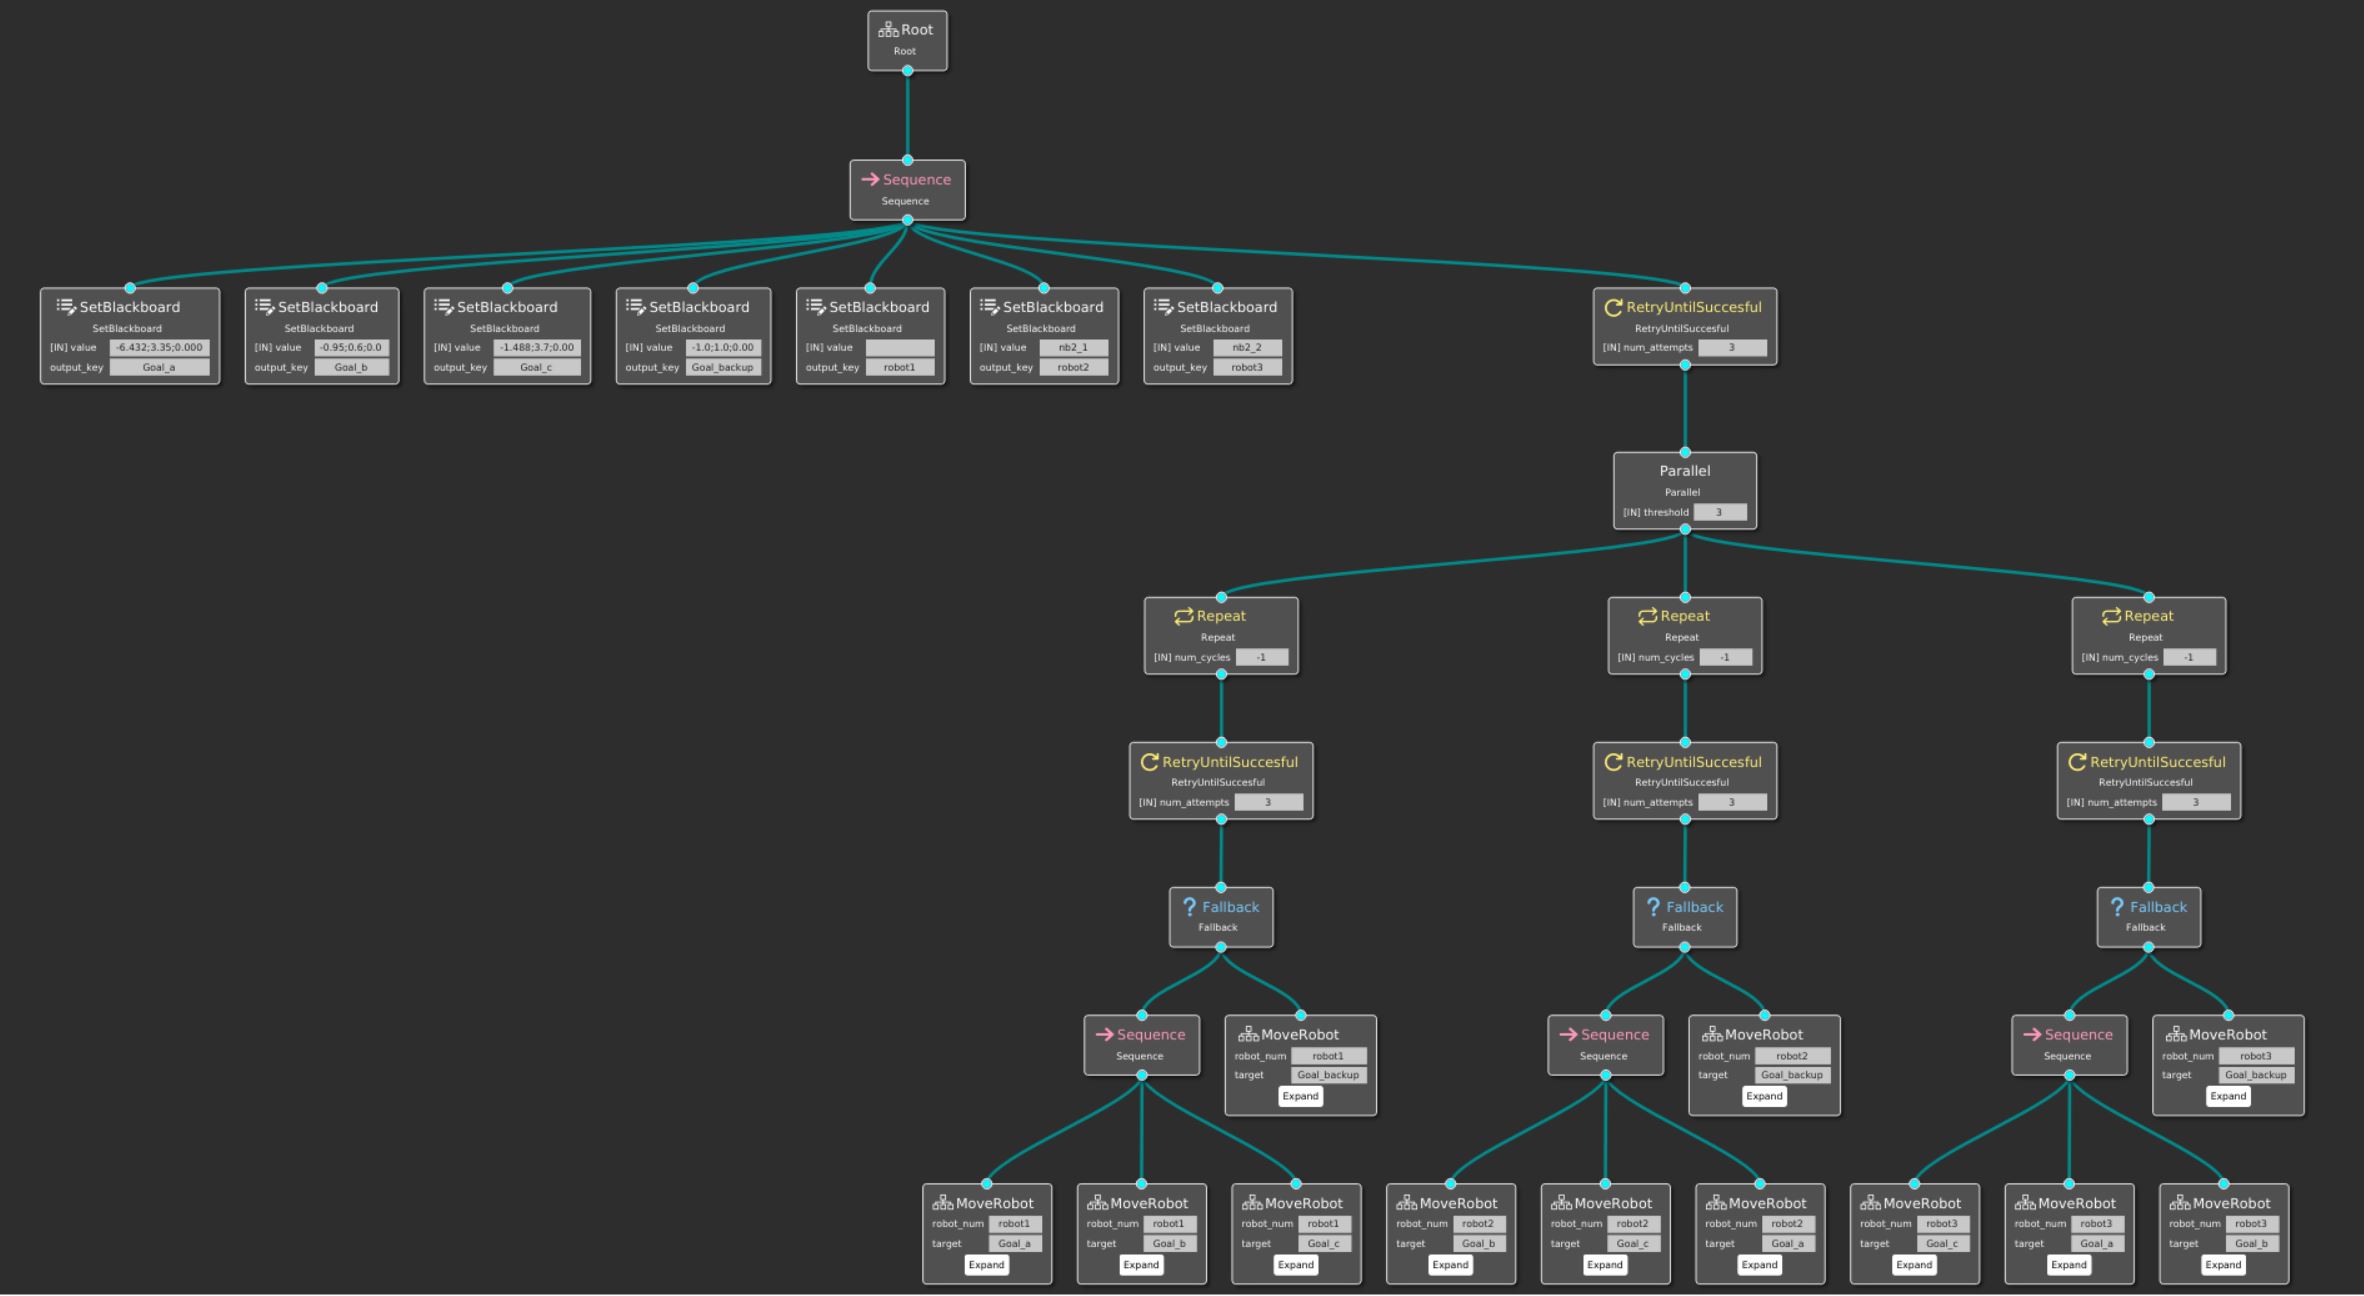 Root
Root
Sequence
Sequence
SetBlackboard
SetBlackboard
[IN] value -6.432;3.35;0.000
output_key Goal_a
SetBlackboard
SetBlackboard
[IN] value -0.95;0.6;0.0
output_key Goal_b
SetBlackboard
SetBlackboard
[IN] value -1.488;3.7;0.00
output_key Goal_c
SetBlackboard
SetBlackboard
[IN] value -1.0;1.0;0.00
output_key Goal_backup
SetBlackboard
SetBlackboard
[IN] value
output_key robot1
SetBlackboard
SetBlackboard
[IN] value nb2_1
output_key robot2
SetBlackboard
SetBlackboard
[IN] value nb2_2
output_key robot3
RetryUntilSuccesful
RetryUntilSuccesful
[IN] num_attempts 3
Parallel
Parallel
[IN] threshold 3
Repeat
Repeat
[IN] num_cycles -1
Repeat
Repeat
[IN] num_cycles -1
Repeat
Repeat
[IN] num_cycles -1
RetryUntilSuccesful
RetryUntilSuccesful
[IN] num_attempts 3
RetryUntilSuccesful
RetryUntilSuccesful
[IN] num_attempts 3
RetryUntilSuccesful
RetryUntilSuccesful
[IN] num_attempts 3
? Fallback
Fallback
? Fallback
Fallback
? Fallback
Fallback
Sequence
Sequence
MoveRobot
robot_num robot1
target Goal_backup
Expand
Sequence
Sequence
MoveRobot
robot_num robot2
target Goal_backup
Expand
Sequence
Sequence
MoveRobot
robot_num robot3
target Goal_backup
Expand
MoveRobot
robot_num robot1
target Goal_a
Expand
MoveRobot
robot_num robot1
target Goal_b
Expand
MoveRobot
robot_num robot1
target Goal_c
Expand
MoveRobot
robot_num robot2
target Goal_b
Expand
MoveRobot
robot_num robot2
target Goal_c
Expand
MoveRobot
robot_num robot2
target Goal_a
Expand
MoveRobot
robot_num robot3
target Goal_c
Expand
MoveRobot
robot_num robot3
target Goal_a
Expand
MoveRobot
robot_num robot3
target Goal_b
Expand